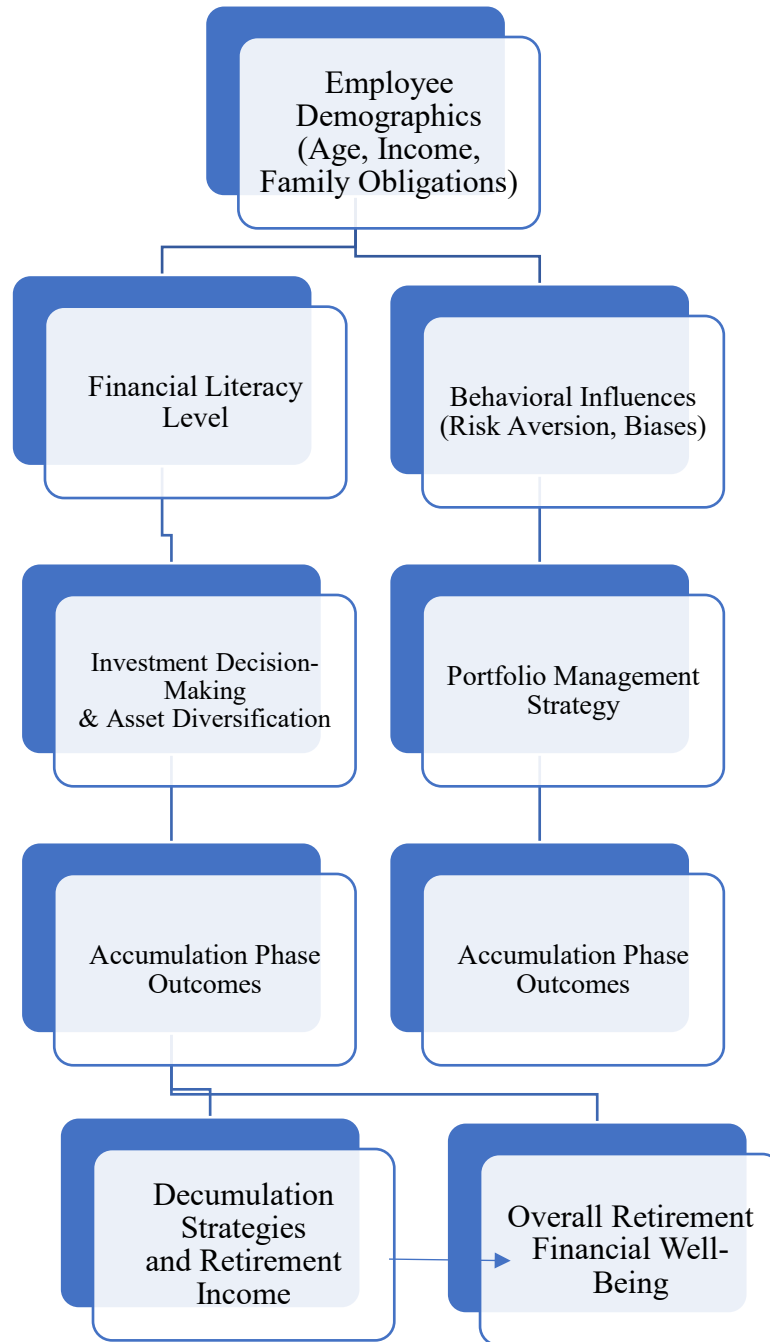 Employee
Demographics
(Age, Income,
Family Obligations)
Financial Literacy
Level
Behavioral Influences
(Risk Aversion, Biases)
Investment Decision-
Making
& Asset Diversification
Portfolio Management
Strategy
Accumulation Phase
Outcomes
Accumulation Phase
Outcomes
Decumulation
Strategies
and Retirement
Income
Overall Retirement
Financial Well-
Being